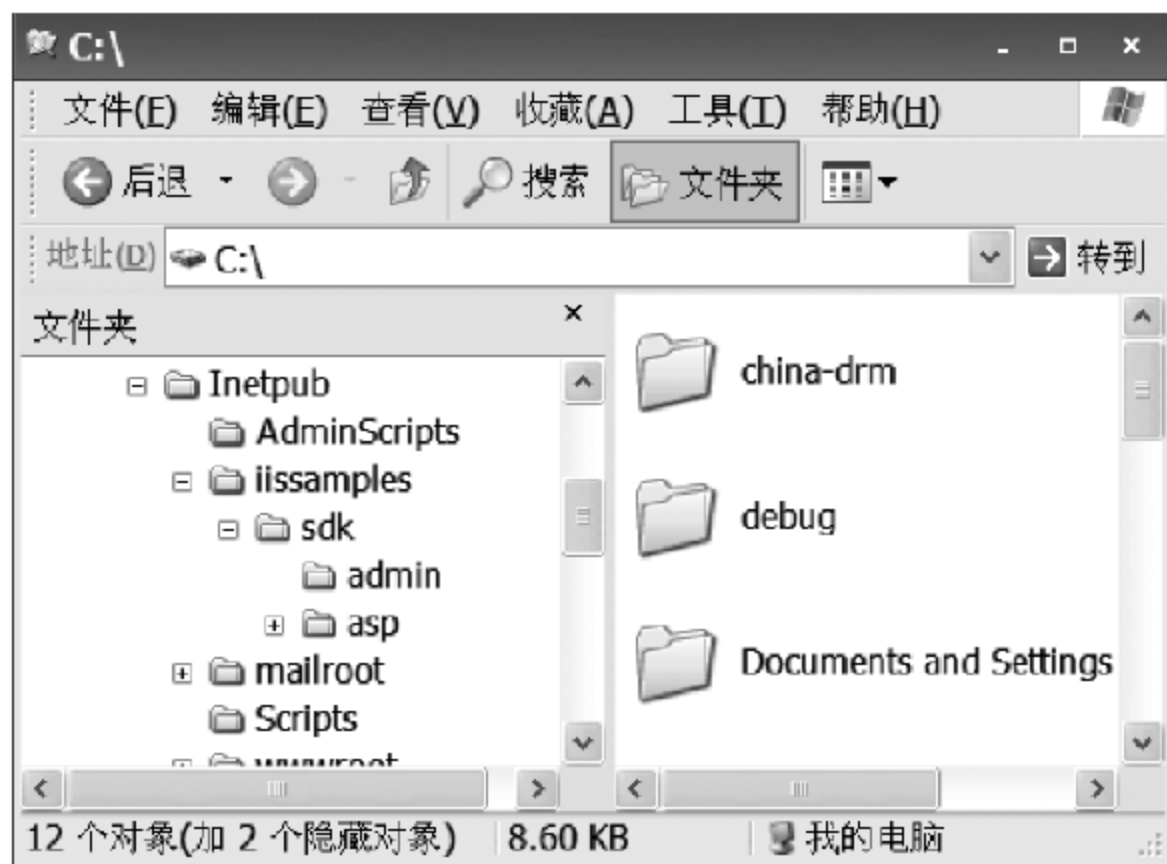 C:\
文件(F) 编辑(E) 查看(V) 收藏(A) 工具(T) 帮助(H)
后退 搜索 文件夹
地址(D) C:\ 转到
文件夹
Inetpub
AdminScripts
iissamples
sdk
admin
asp
mailroot
Scripts
wwwroot
china-drm
debug
Documents and Settings
12 个对象(加 2 个隐藏对象) 8.60 KB 我的电脑